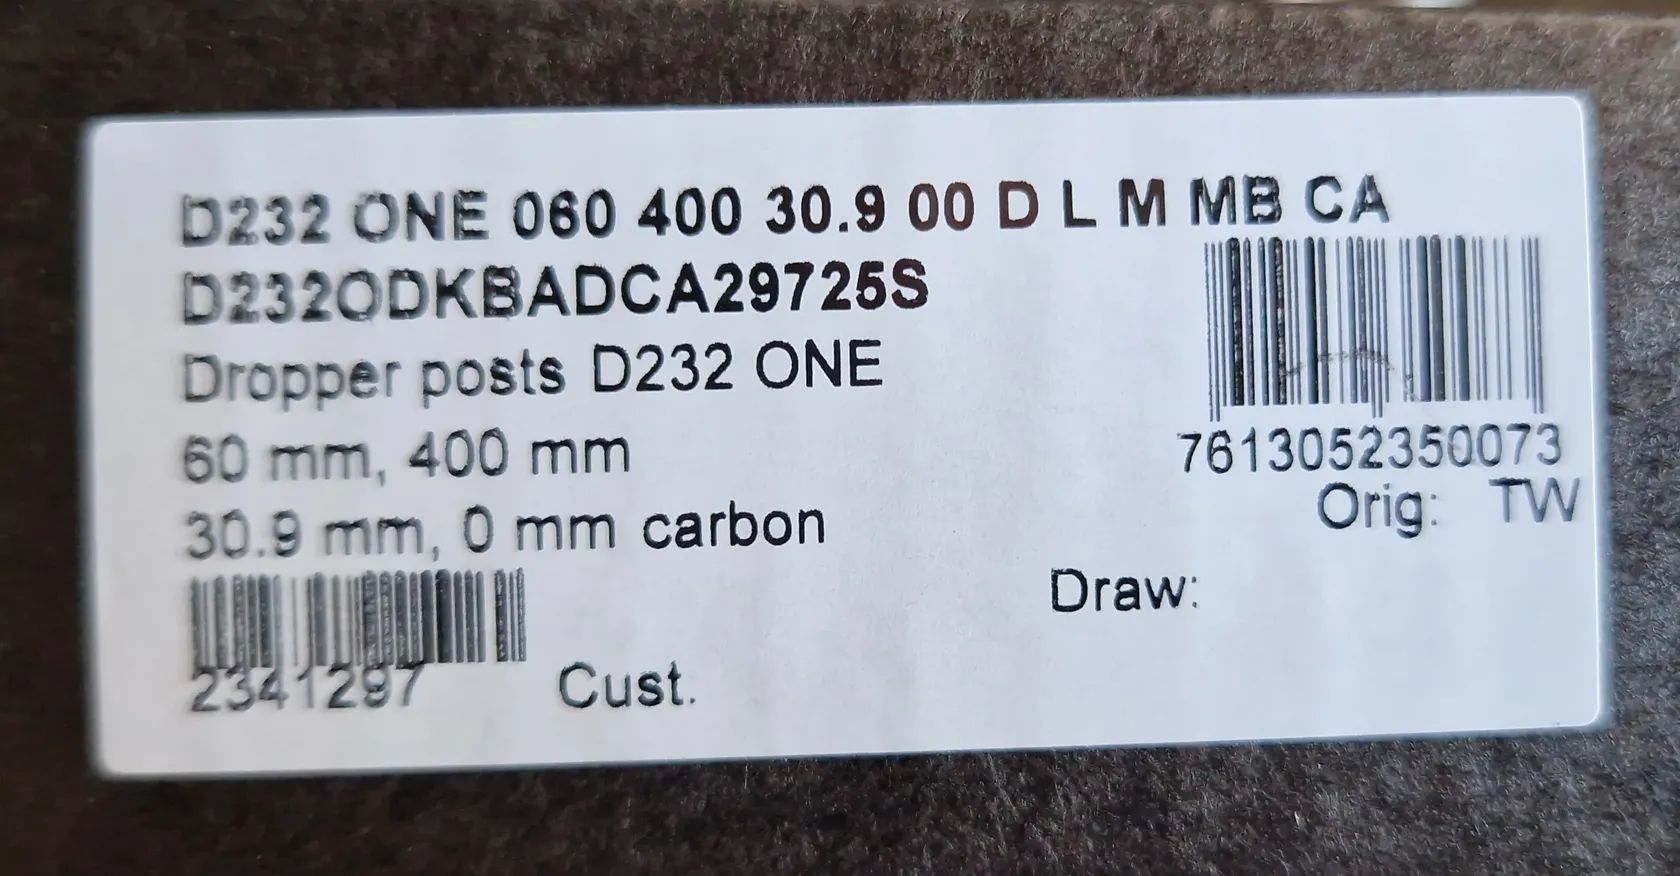 D232 ONE 060 400 30.9 00 D L M MB CA
D232ODKBADCA29725S
Dropper posts D232 ONE
60 mm, 400 mm
30.9 mm, 0 mm carbon
7613052350073
Orig: TW
Draw:
2341297
Cust.